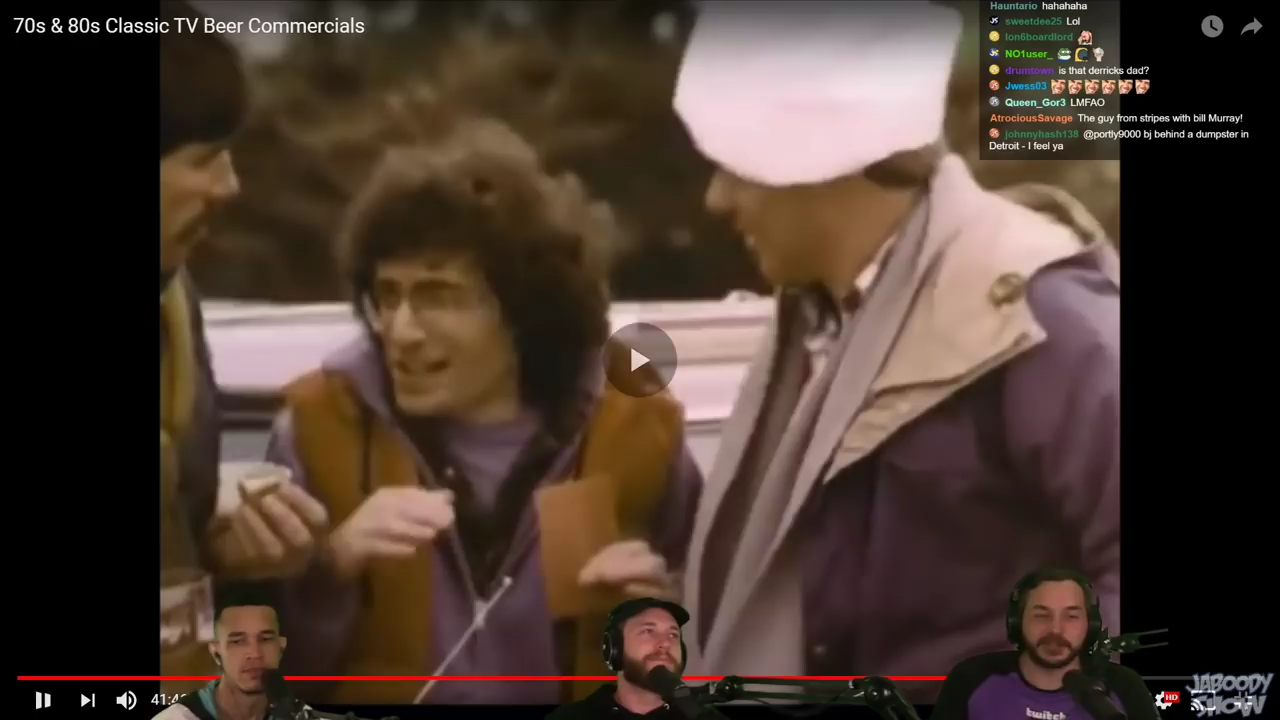 70s & 80s Classic TV Beer Commercials
Hauntario hahahaha
sweetdee25 Lol
lon6boardlord
NO1user_
drumtown is that derricks dad?
Jwess03
Queen_Gor3 LMFAO
AtrociousSavage The guy from stripes with bill Murray!
johnnyhash138 @portly9000 bj behind a dumpster in
Detroit - I feel ya
twitch
HD
JABOODY
SHOW